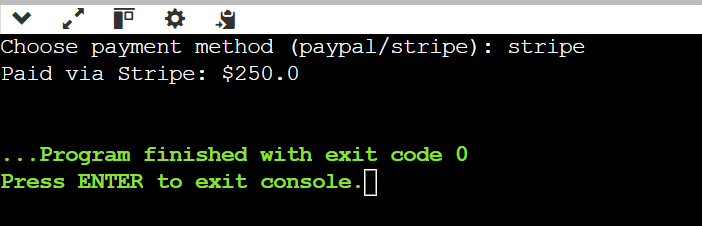 Choose payment method (paypal/stripe): stripe
Paid via Stripe: $250.0
...Program finished with exit code 0
Press ENTER to exit console.